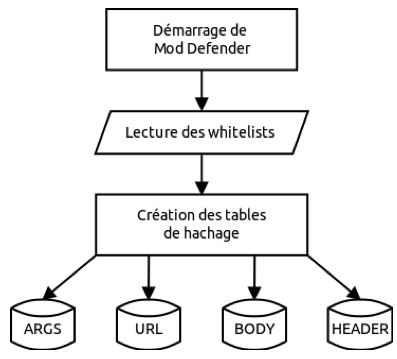 Démarrage de
Mod Defender
Lecture des whitelists
Création des tables
de hachage
ARGS
URL
BODY
HEADER